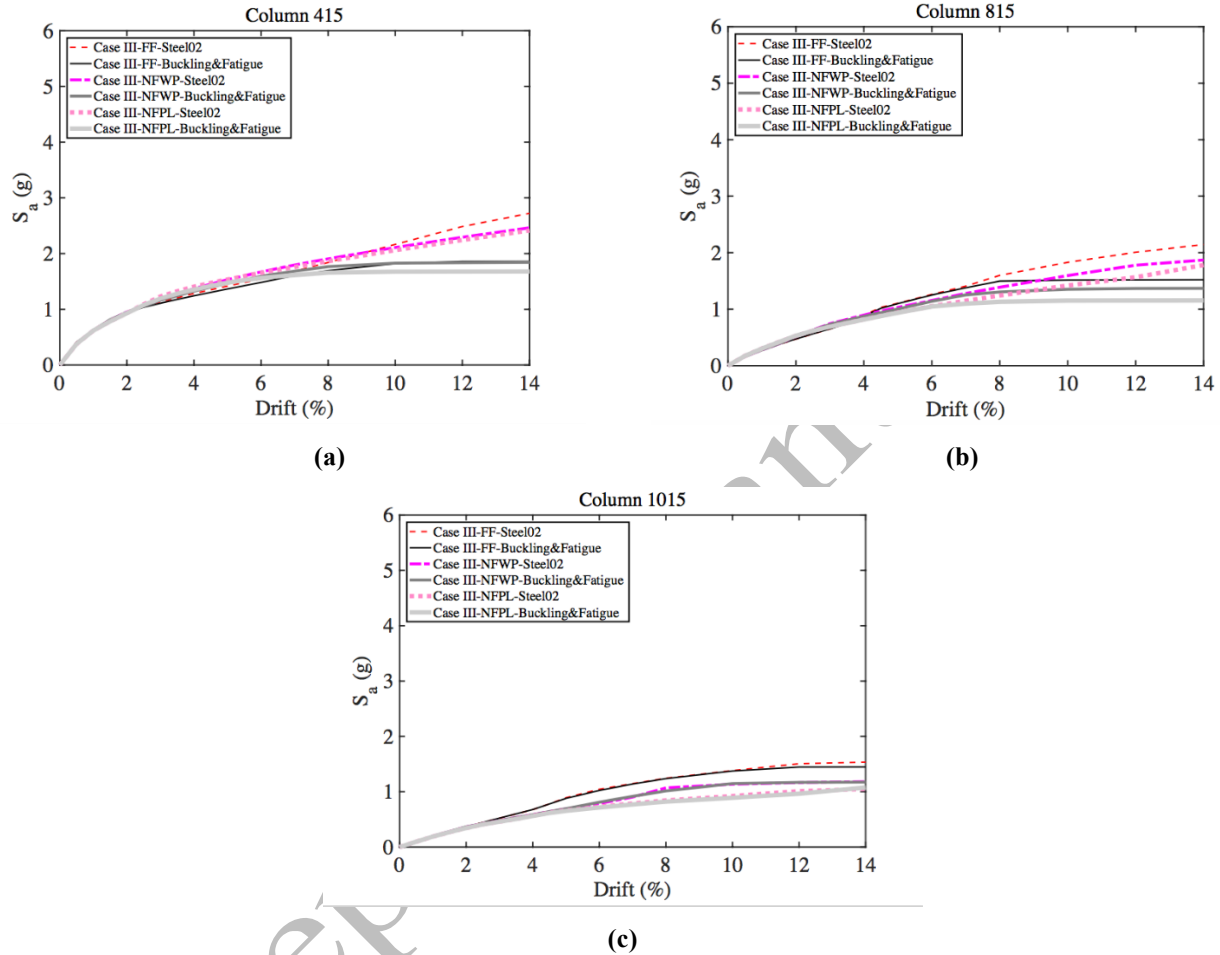 Column 415
Case III-FF-Steel02
Case III-FF-Buckling&Fatigue
Case III-NFWP-Steel02
Case III-NFWP-Buckling&Fatigue
Case III-NFPL-Steel02
Case III-NFPL-Buckling&Fatigue
6
5
4
3
2
1
0
S_a (g)
0 2 4 6 8 10 12 14
Drift (%)
(a)
Column 815
Case III-FF-Steel02
Case III-FF-Buckling&Fatigue
Case III-NFWP-Steel02
Case III-NFWP-Buckling&Fatigue
Case III-NFPL-Steel02
Case III-NFPL-Buckling&Fatigue
6
5
4
3
2
1
0
S_a (g)
0 2 4 6 8 10 12 14
Drift (%)
(b)
Column 1015
Case III-FF-Steel02
Case III-FF-Buckling&Fatigue
Case III-NFWP-Steel02
Case III-NFWP-Buckling&Fatigue
Case III-NFPL-Steel02
Case III-NFPL-Buckling&Fatigue
6
5
4
3
2
1
0
S_a (g)
0 2 4 6 8 10 12 14
Drift (%)
(c)